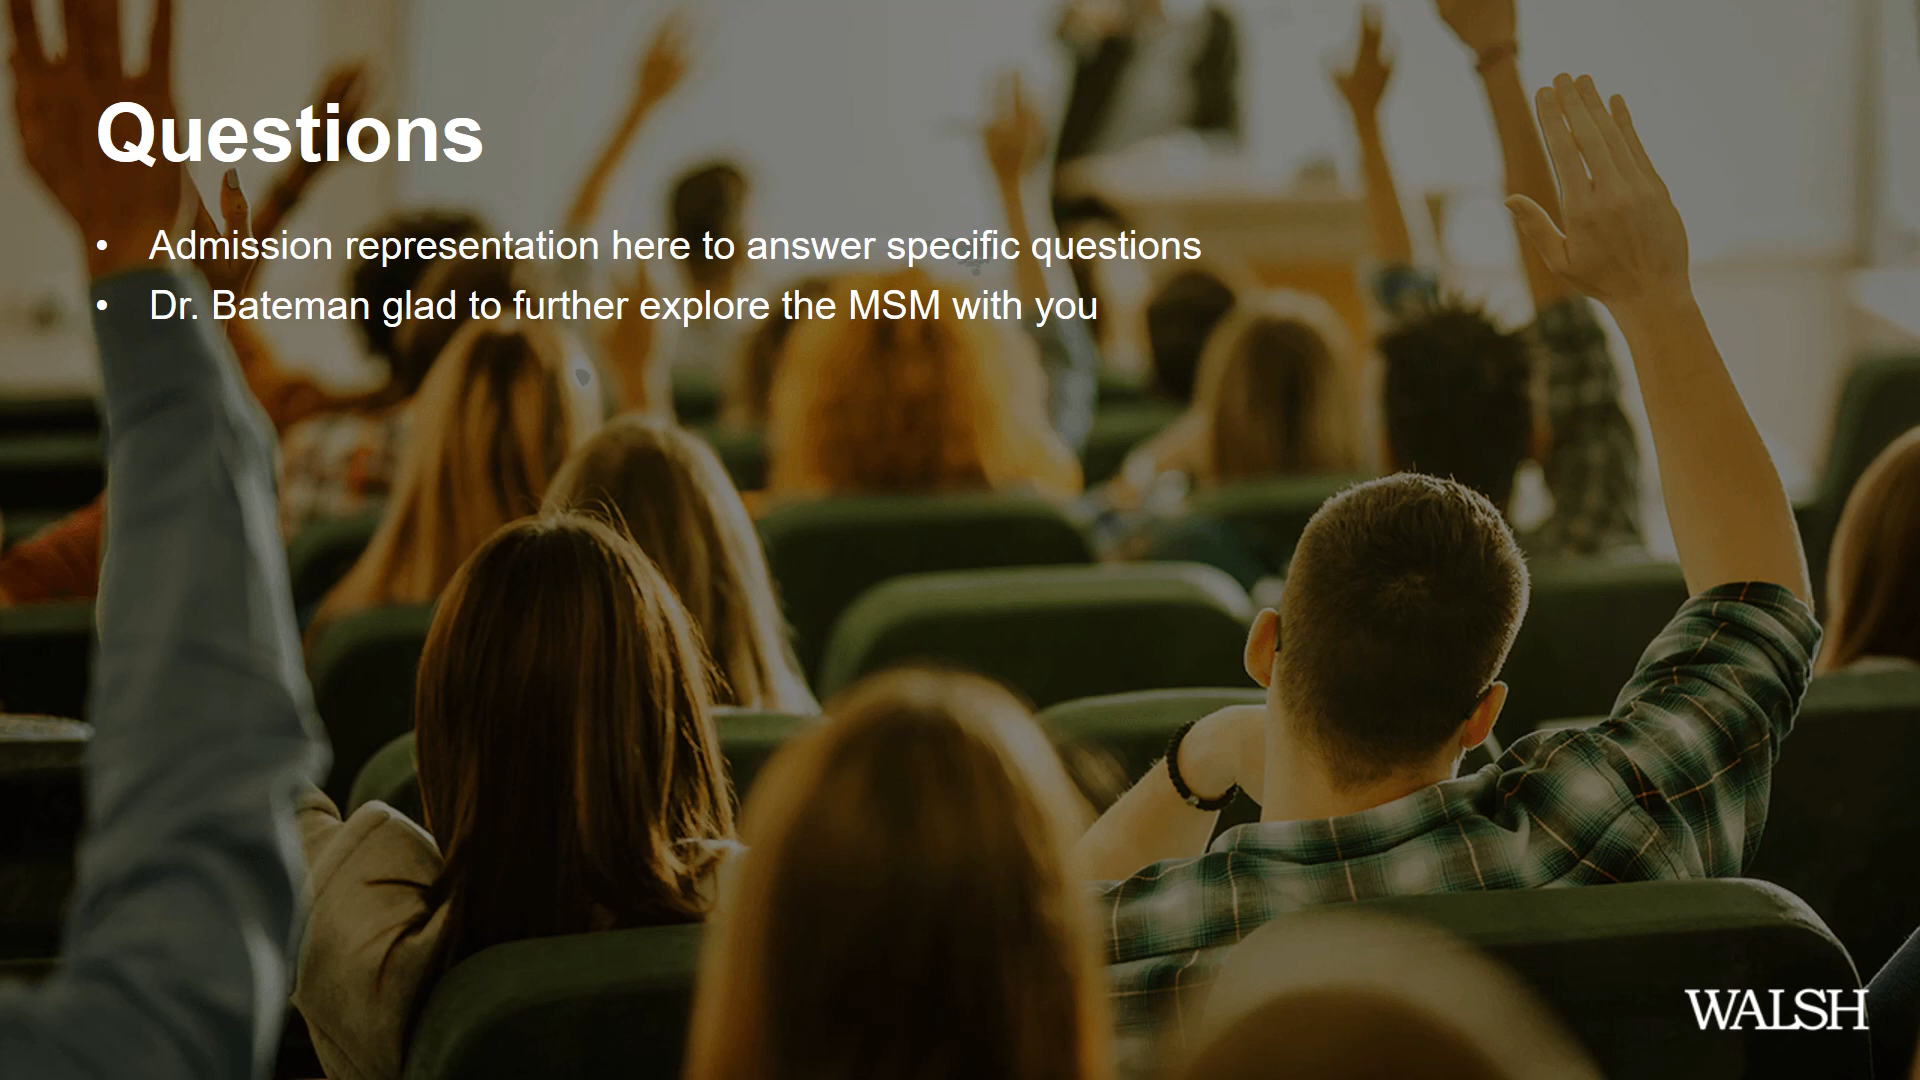 Questions
• Admission representation here to answer specific questions
• Dr. Bateman glad to further explore the MSM with you
WALSH